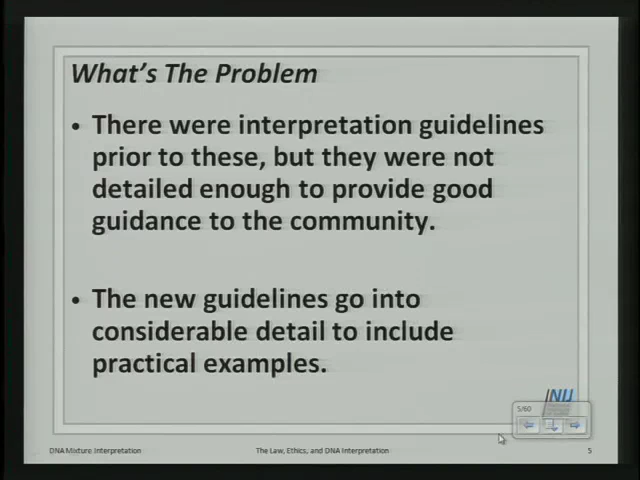 What's The Problem
• There were interpretation guidelines
prior to these, but they were not
detailed enough to provide good
guidance to the community.
• The new guidelines go into
considerable detail to include
practical examples.
NIJ
5/60
DNA Mixture Interpretation
The Law, Ethics, and DNA Interpretation
5